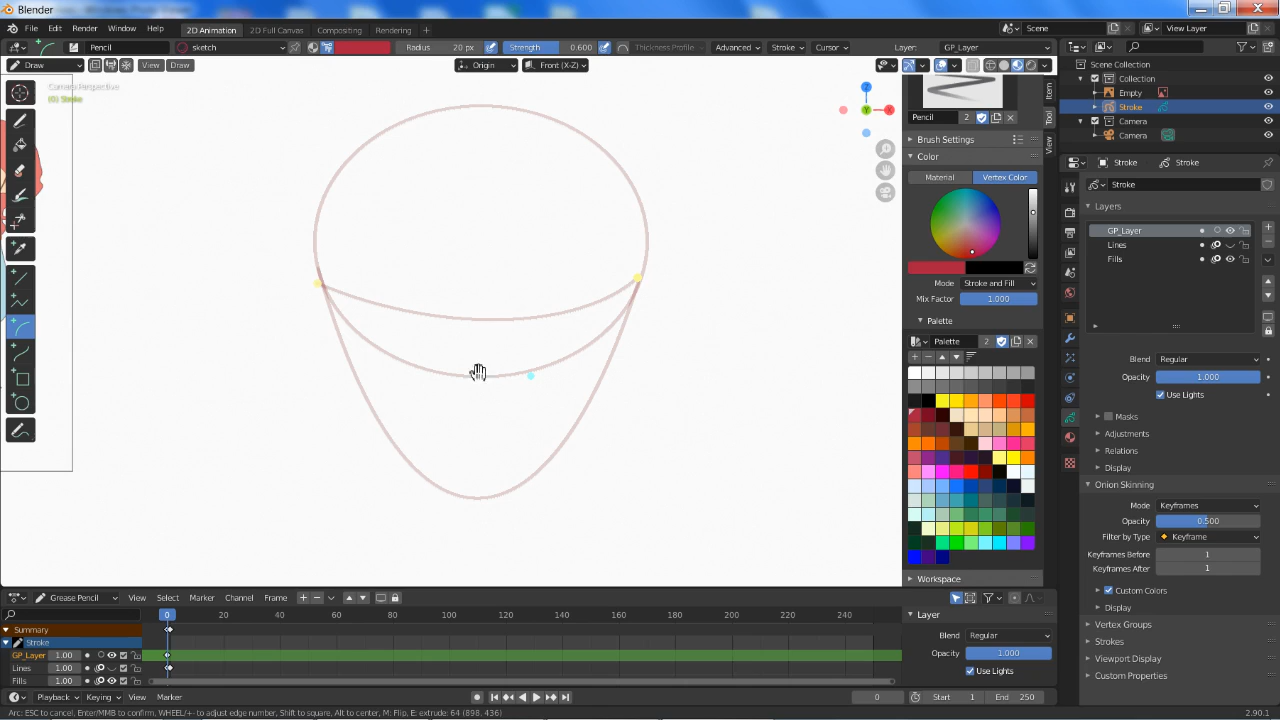 Blender
File Edit Render Window Help 2D Animation 2D Full Canvas Compositing Rendering + Scene View Layer
Pencil sketch Radius 20 px Strength 0.600 Thickness Profile Advanced Stroke Cursor Layer: GP_Layer
Draw View Draw Origin Front (X-Z)
Camera Perspective
(0) Stroke
Z
X
Y
Item
Tool
View
Pencil 2
Brush Settings
Color
Material Vertex Color
Mode Stroke and Fill
Mix Factor 1.000
Palette
Palette 2
Workspace
Scene Collection
Collection
Empty
Stroke
Camera
Camera
Stroke Stroke
Stroke
Layers
GP_Layer
Lines
Fills
Blend Regular
Opacity 1.000
Use Lights
Masks
Adjustments
Relations
Display
Onion Skinning
Mode Keyframes
Opacity 0.500
Filter by Type Keyframe
Keyframes Before 1
Keyframes After 1
Custom Colors
Display
Vertex Groups
Strokes
Viewport Display
Custom Properties
Grease Pencil View Select Marker Channel Frame
0 20 40 60 80 100 120 140 160 180 200 220 240
Summary
Stroke
GP_Layer 1.00
Lines 1.00
Fills 1.00
Layer
Blend Regular
Opacity 1.000
Use Lights
Playback Keying View Marker 0 Start 1 End 250
Arc: ESC to cancel, Enter/MMB to confirm, WHEEL/+- to adjust edge number, Shift to square, Alt to center, M: Flip, E: extrude: 64 (898, 436) 2.90.1